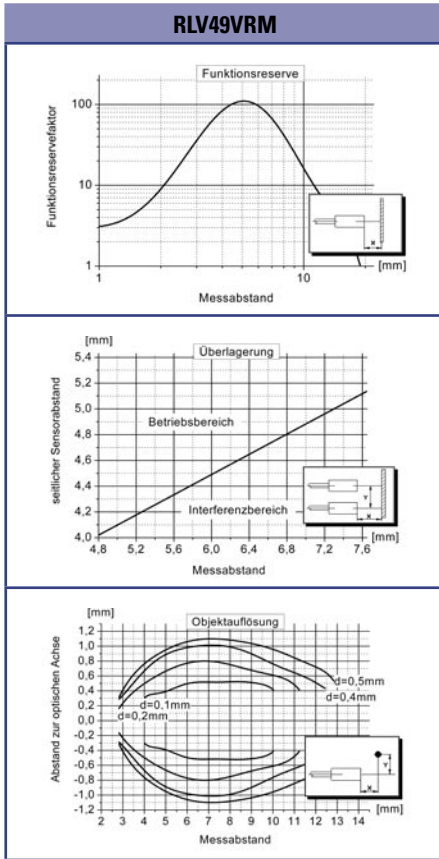 RLV49VRM
Funktionsreserve
Funktionsreservefaktor
100
10
1
1
10
[mm]
x
Messabstand
[mm]
Überlagerung
seitlicher Sensorabstand
5,4
5,2
5,0
4,8
4,6
4,4
4,2
4,0
Betriebsbereich
Interferenzbereich
Y
x
4,8 5,2 5,6 6,0 6,4 6,8 7,2 7,6
[mm]
Messabstand
[mm]
Objektauflösung
Abstand zur optischen Achse
1,2
1,0
0,8
0,6
0,4
0,2
0,0
-0,2
-0,4
-0,6
-0,8
-1,0
-1,2
d=0,5mm
d=0,4mm
d=0,1mm
d=0,2mm
Y
x
2 3 4 5 6 7 8 9 10 11 12 13 14
[mm]
Messabstand